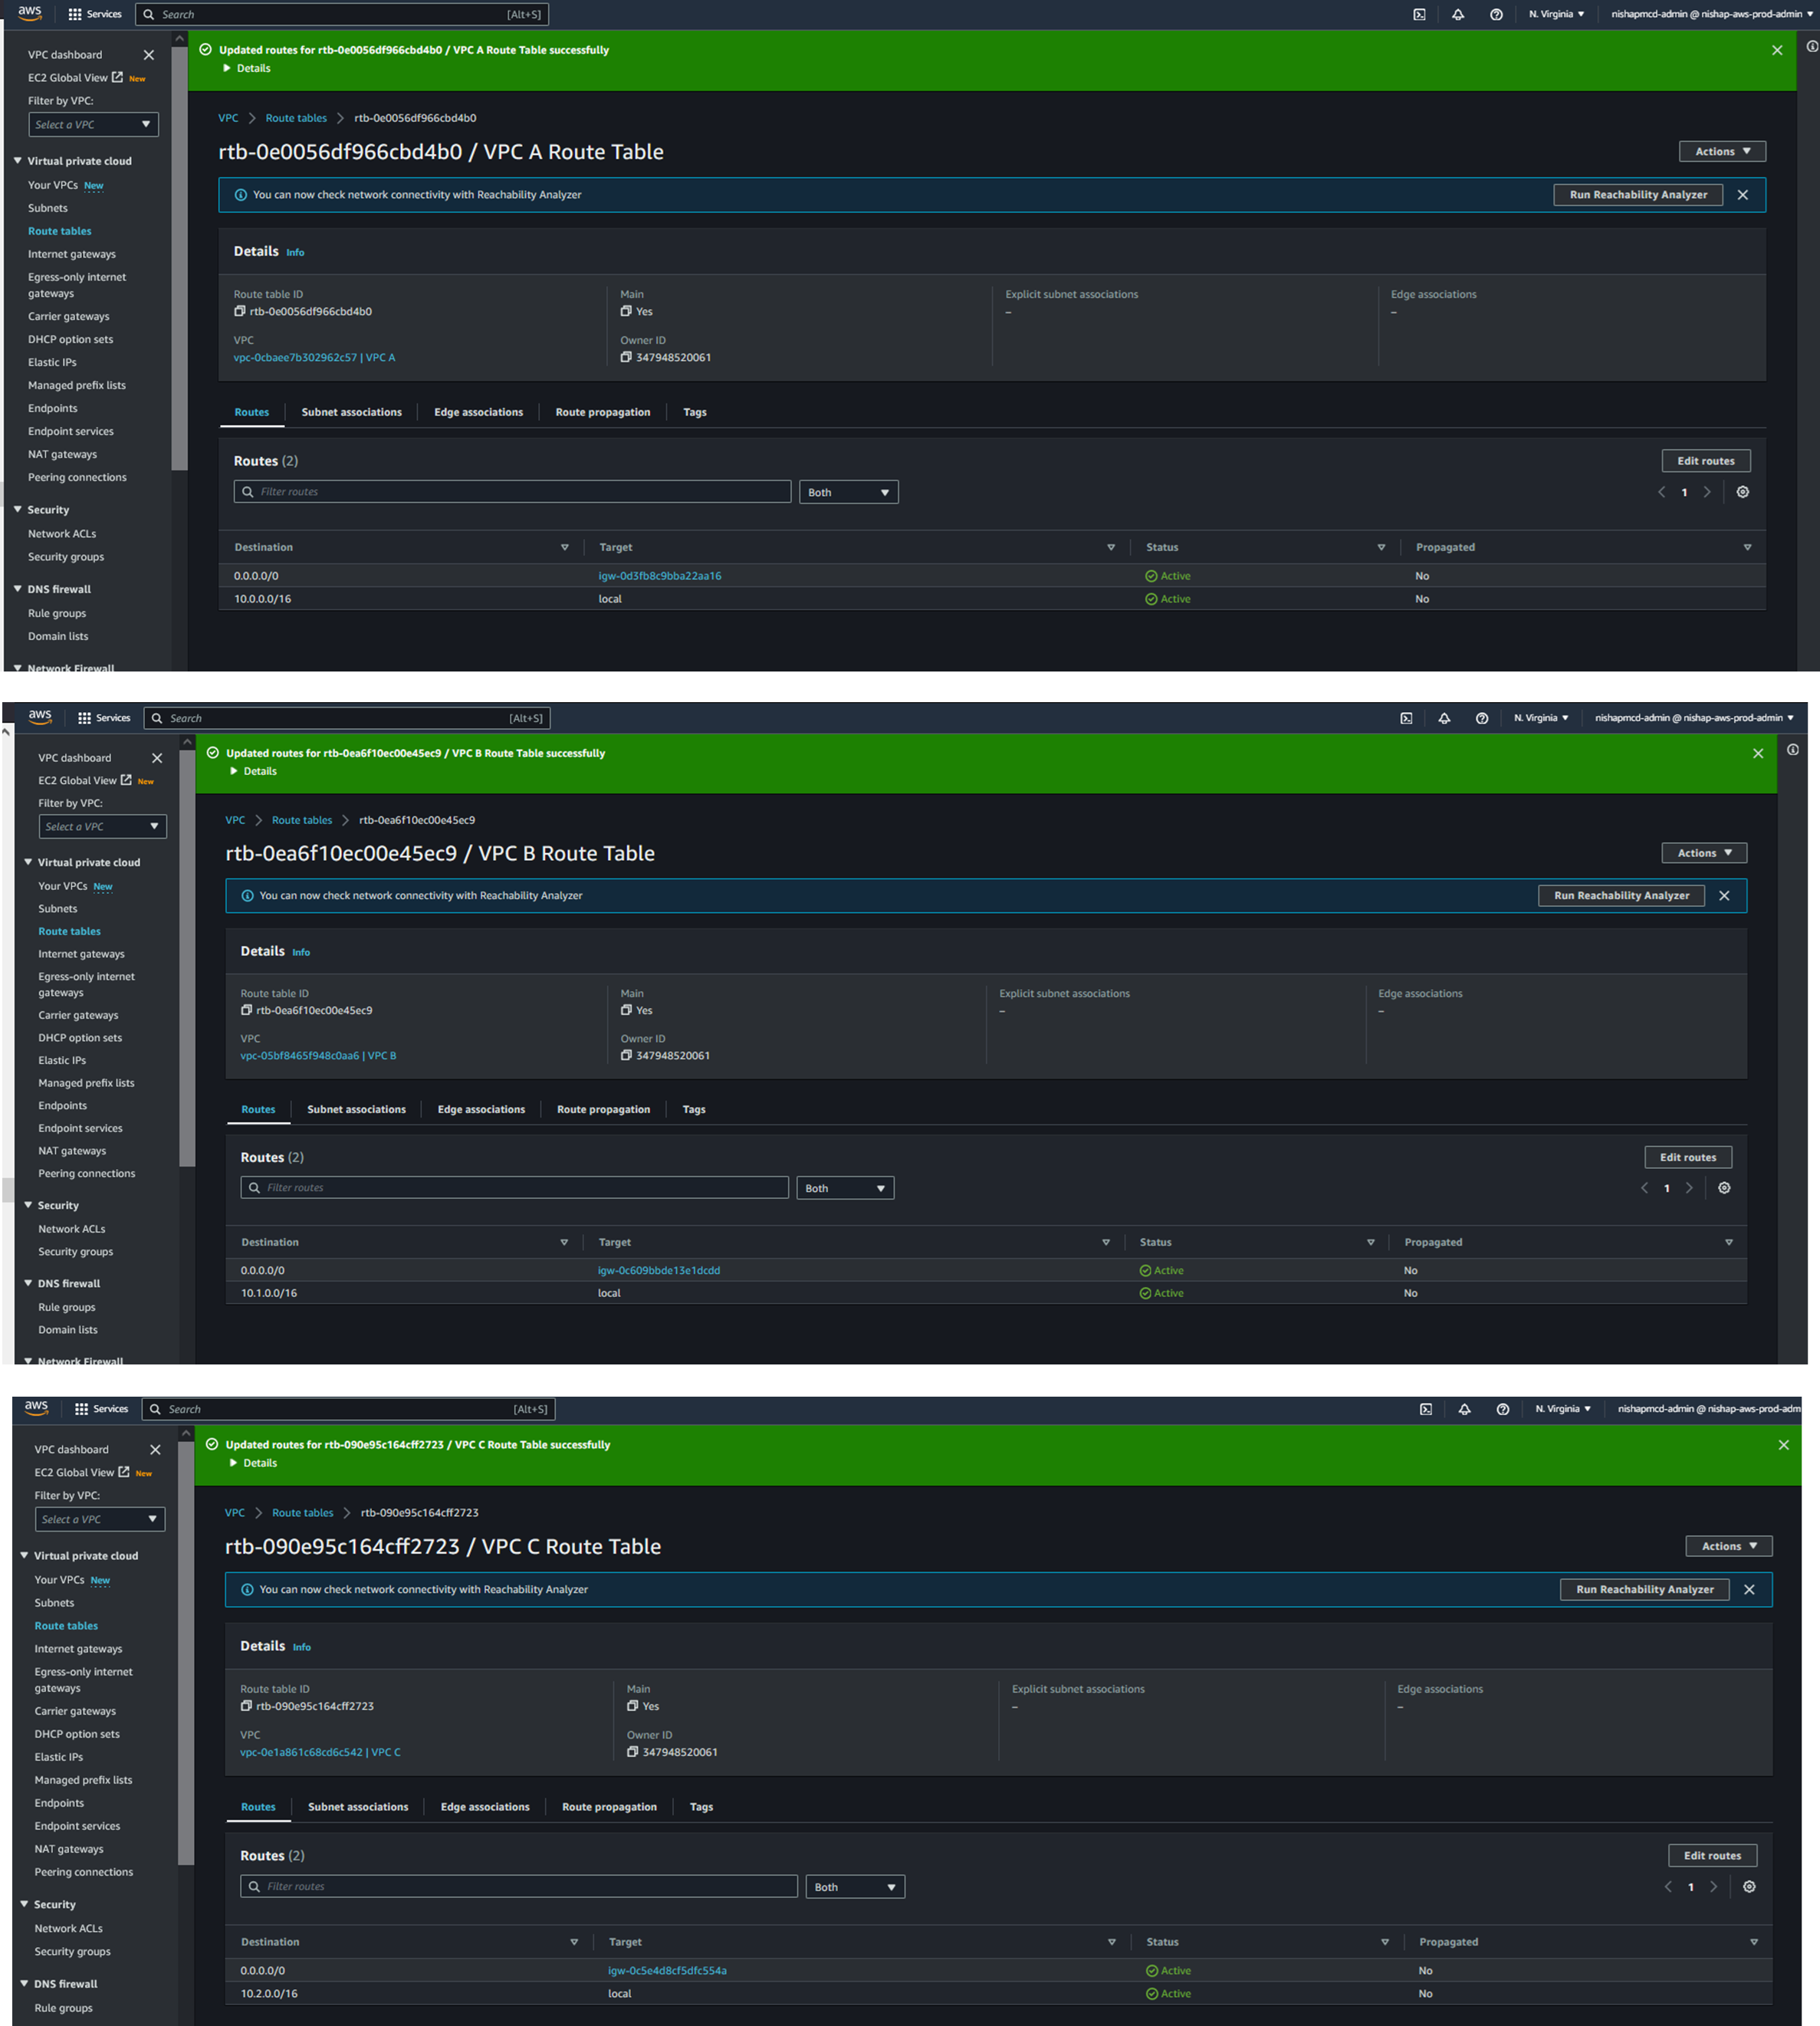 aws Services Search [Alt+S] N. Virginia nishapmcd-admin @ nishap-aws-prod-admin
VPC dashboard
EC2 Global View New
Filter by VPC:
Select a VPC
Virtual private cloud
Your VPCs New
Subnets
Route tables
Internet gateways
Egress-only internet
gateways
Carrier gateways
DHCP option sets
Elastic IPs
Managed prefix lists
Endpoints
Endpoint services
NAT gateways
Peering connections
Security
Network ACLs
Security groups
DNS firewall
Rule groups
Domain lists
Network Firewall
Updated routes for rtb-0e0056df966cbd4b0 / VPC A Route Table successfully
Details
VPC Route tables rtb-0e0056df966cbd4b0
rtb-0e0056df966cbd4b0 / VPC A Route Table
Actions
You can now check network connectivity with Reachability Analyzer
Run Reachability Analyzer
Details Info
Route table ID Main Explicit subnet associations Edge associations
rtb-0e0056df966cbd4b0 Yes – –
VPC Owner ID
vpc-0cbaee7b302962c57 | VPC A 347948520061
Routes Subnet associations Edge associations Route propagation Tags
Routes (2) Edit routes
Filter routes Both 1
Destination Target Status Propagated
0.0.0.0/0 igw-0d3fb8c9bba22aa16 Active No
10.0.0.0/16 local Active No
aws Services Search [Alt+S] N. Virginia nishapmcd-admin @ nishap-aws-prod-admin
VPC dashboard
EC2 Global View New
Filter by VPC:
Select a VPC
Virtual private cloud
Your VPCs New
Subnets
Route tables
Internet gateways
Egress-only internet
gateways
Carrier gateways
DHCP option sets
Elastic IPs
Managed prefix lists
Endpoints
Endpoint services
NAT gateways
Peering connections
Security
Network ACLs
Security groups
DNS firewall
Rule groups
Domain lists
Network Firewall
Updated routes for rtb-0ea6f10ec00e45ec9 / VPC B Route Table successfully
Details
VPC Route tables rtb-0ea6f10ec00e45ec9
rtb-0ea6f10ec00e45ec9 / VPC B Route Table
Actions
You can now check network connectivity with Reachability Analyzer
Run Reachability Analyzer
Details Info
Route table ID Main Explicit subnet associations Edge associations
rtb-0ea6f10ec00e45ec9 Yes – –
VPC Owner ID
vpc-05bf8465f948c0aa6 | VPC B 347948520061
Routes Subnet associations Edge associations Route propagation Tags
Routes (2) Edit routes
Filter routes Both 1
Destination Target Status Propagated
0.0.0.0/0 igw-0c609bbde13e1dcdd Active No
10.1.0.0/16 local Active No
aws Services Search [Alt+S] N. Virginia nishapmcd-admin @ nishap-aws-prod-adm
VPC dashboard
EC2 Global View New
Filter by VPC:
Select a VPC
Virtual private cloud
Your VPCs New
Subnets
Route tables
Internet gateways
Egress-only internet
gateways
Carrier gateways
DHCP option sets
Elastic IPs
Managed prefix lists
Endpoints
Endpoint services
NAT gateways
Peering connections
Security
Network ACLs
Security groups
DNS firewall
Rule groups
Updated routes for rtb-090e95c164cff2723 / VPC C Route Table successfully
Details
VPC Route tables rtb-090e95c164cff2723
rtb-090e95c164cff2723 / VPC C Route Table
Actions
You can now check network connectivity with Reachability Analyzer
Run Reachability Analyzer
Details Info
Route table ID Main Explicit subnet associations Edge associations
rtb-090e95c164cff2723 Yes – –
VPC Owner ID
vpc-0e1a861c68cd6c542 | VPC C 347948520061
Routes Subnet associations Edge associations Route propagation Tags
Routes (2) Edit routes
Filter routes Both 1
Destination Target Status Propagated
0.0.0.0/0 igw-0c5e4d8cf5dfc554a Active No
10.2.0.0/16 local Active No